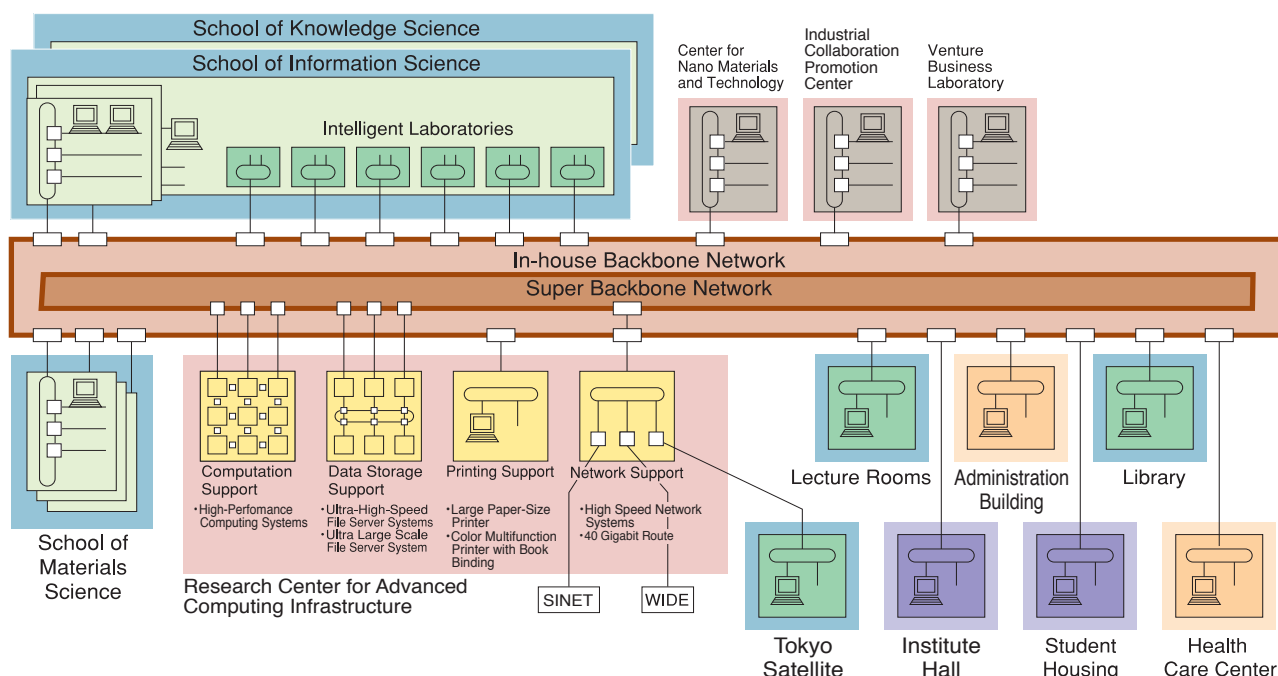 School of Knowledge Science
School of Information Science
Intelligent Laboratories
Center for
Nano Materials
and Technology
Industrial
Collaboration
Promotion
Center
Venture
Business
Laboratory
In-house Backbone Network
Super Backbone Network
School of
Materials
Science
Computation
Support
・High-Perfomance
Computing Systems
Data Storage
Support
・Ultra-High-Speed
File Server Systems
・Ultra Large Scale
File Server System
Printing Support
・Large Paper-Size
Printer
・Color Multifunction
Printer with Book
Binding
Network Support
・High Speed Network
Systems
・40 Gigabit Route
Research Center for Advanced
Computing Infrastructure
SINET
WIDE
Lecture Rooms
Administration
Building
Library
Tokyo
Satellite
Institute
Hall
Student
Housing
Health
Care Center